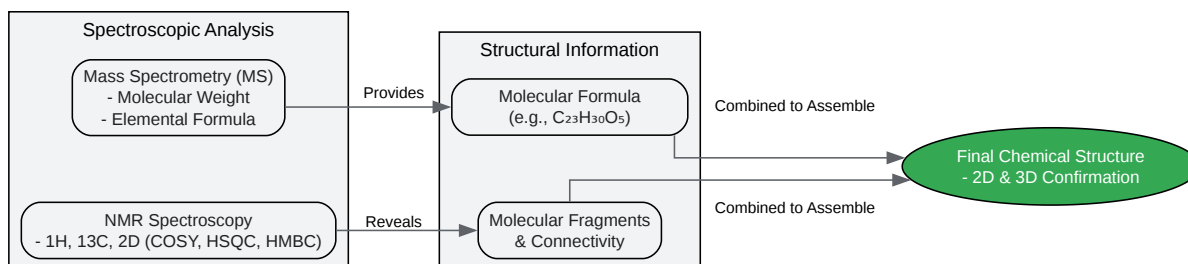 Spectroscopic Analysis
Mass Spectrometry (MS)
- Molecular Weight
- Elemental Formula
NMR Spectroscopy
- 1H, 13C, 2D (COSY, HSQC, HMBC)
Provides
Reveals
Structural Information
Molecular Formula
(e.g., C₂₃H₃₀O₅)
Molecular Fragments
& Connectivity
Combined to Assemble
Combined to Assemble
Final Chemical Structure
- 2D & 3D Confirmation